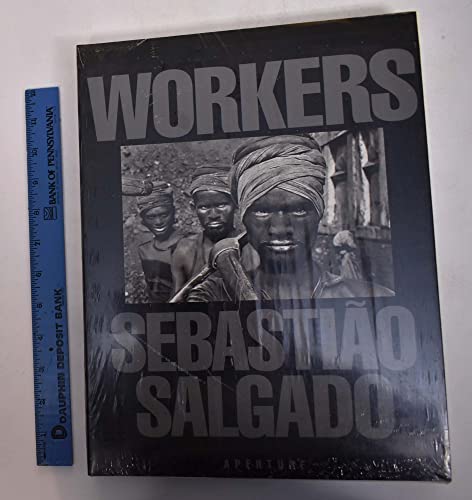 WORKERS
SEBASTIÃO
SALGADO
APERTURE
DAUPHIN DEPOSIT BANK
BANK OF PENNSYLVANIA